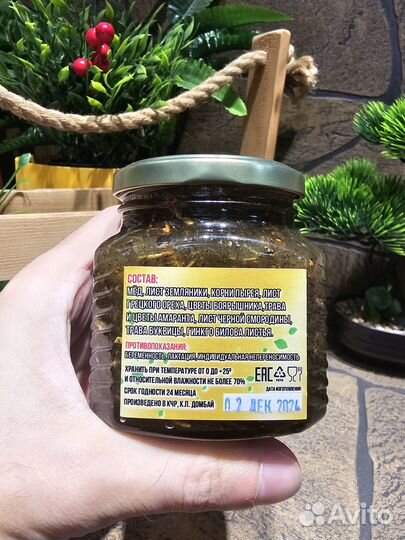 СОСТАВ:
МЁД, ЛИСТ ЗЕМЛЯНИКИ, КОРНИ ПЫРЕЯ, ЛИСТ
ГРЕЦКОГО ОРЕХА, ЦВЕТЫ БОЯРЫШНИКА,ТРАВА
И ЦВЕТЫ АМАРАНТА, ЛИСТ ЧЕРНОЙ СМОРОДИНЫ,
ТРАВА БУКВИЦЫ, ГИНКГО БИЛОБА ЛИСТЬЯ.
ПРОТИВОПОКАЗАНИЯ:
БЕРЕМЕННОСТЬ, ЛАКТАЦИЯ, ИНДИВИДУАЛЬНАЯ НЕПЕРЕНОСИМОСТЬ
ХРАНИТЬ ПРИ ТЕМПЕРАТУРЕ ОТ 0 ДО +25°
И ОТНОСИТЕЛЬНОЙ ВЛАЖНОСТИ НЕ БОЛЕЕ 70%
EAC
СРОК ГОДНОСТИ 24 МЕСЯЦА
ПРОИЗВЕДЕНО В КЧР, К.П. ДОМБАЙ
0 2 ДЕК 2024
ДАТА ИЗГОТОВЛЕНИЯ
Avito